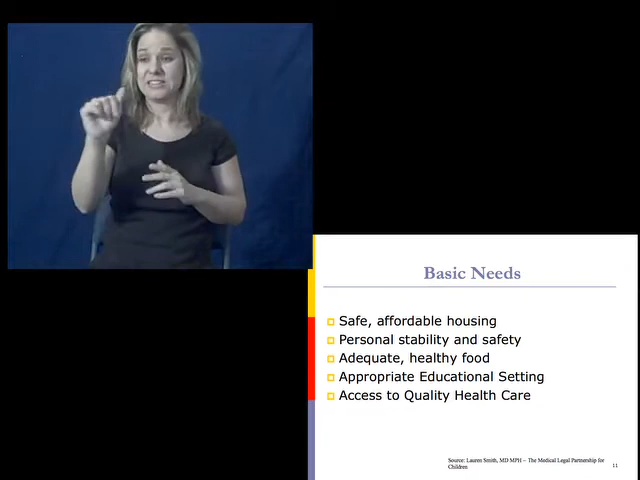 Basic Needs
Safe, affordable housing
Personal stability and safety
Adequate, healthy food
Appropriate Educational Setting
Access to Quality Health Care
Source: Lauren Smith, MD MPH – The Medical Legal Partnership for
Children
11